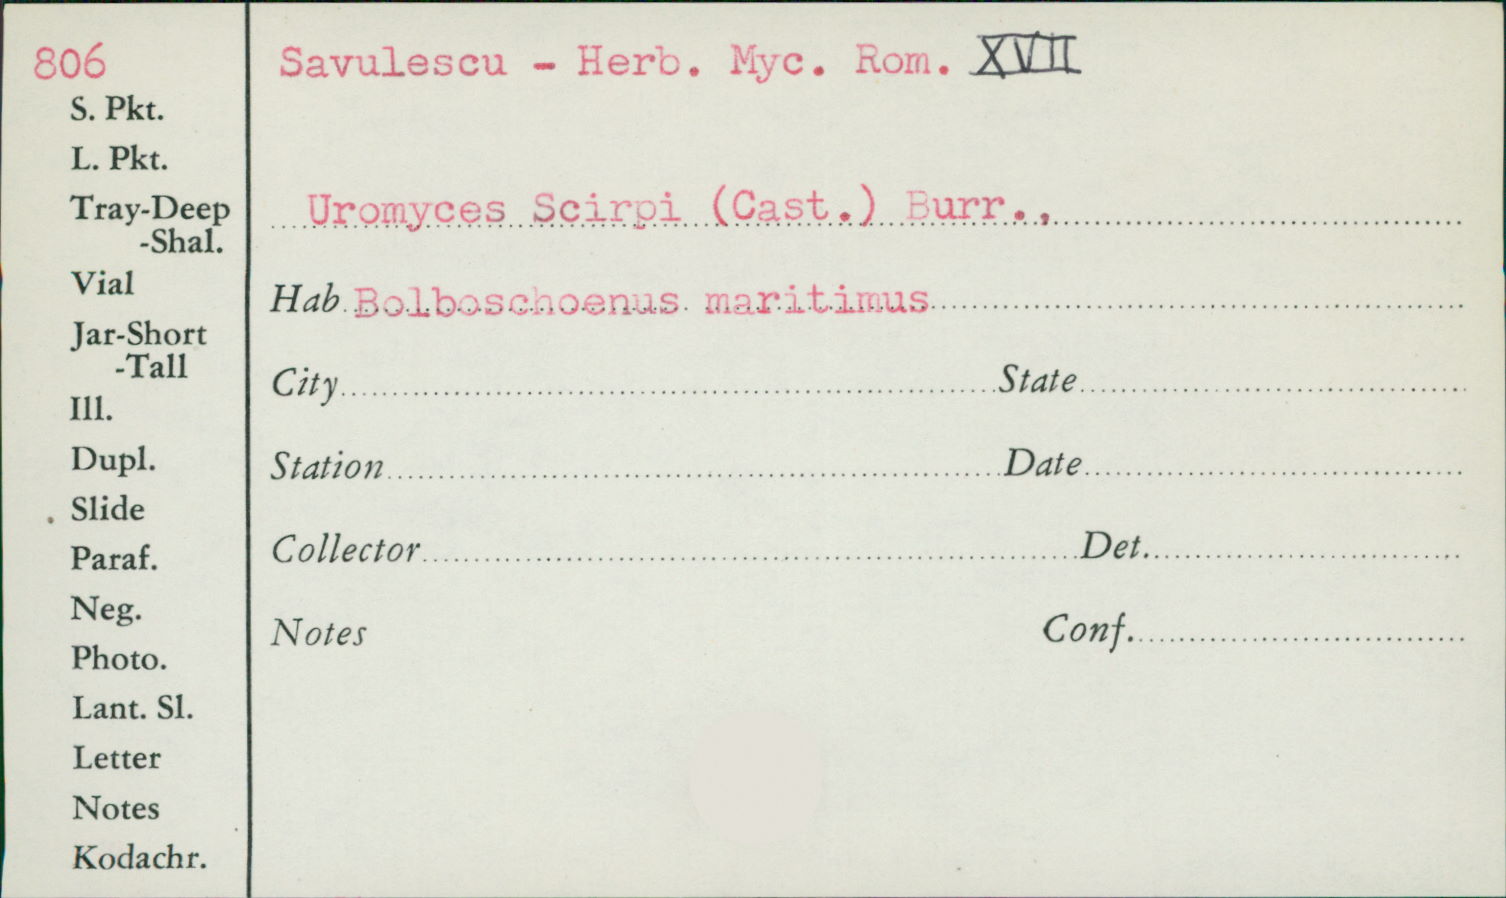 806
Savulescu - Herb. Myc. Rom. XVII
S. Pkt.
L. Pkt.
Tray-Deep
-Shal.
Vial
Jar-Short
-Tall
Ill.
Dupl.
Slide
Paraf.
Neg.
Photo.
Lant. Sl.
Letter
Notes
Kodachr.
Uromyces Scirpi (Cast.) Burr..
Hab. Bolboschoenus maritimus
City State
Station Date
Collector Det.
Notes Conf.